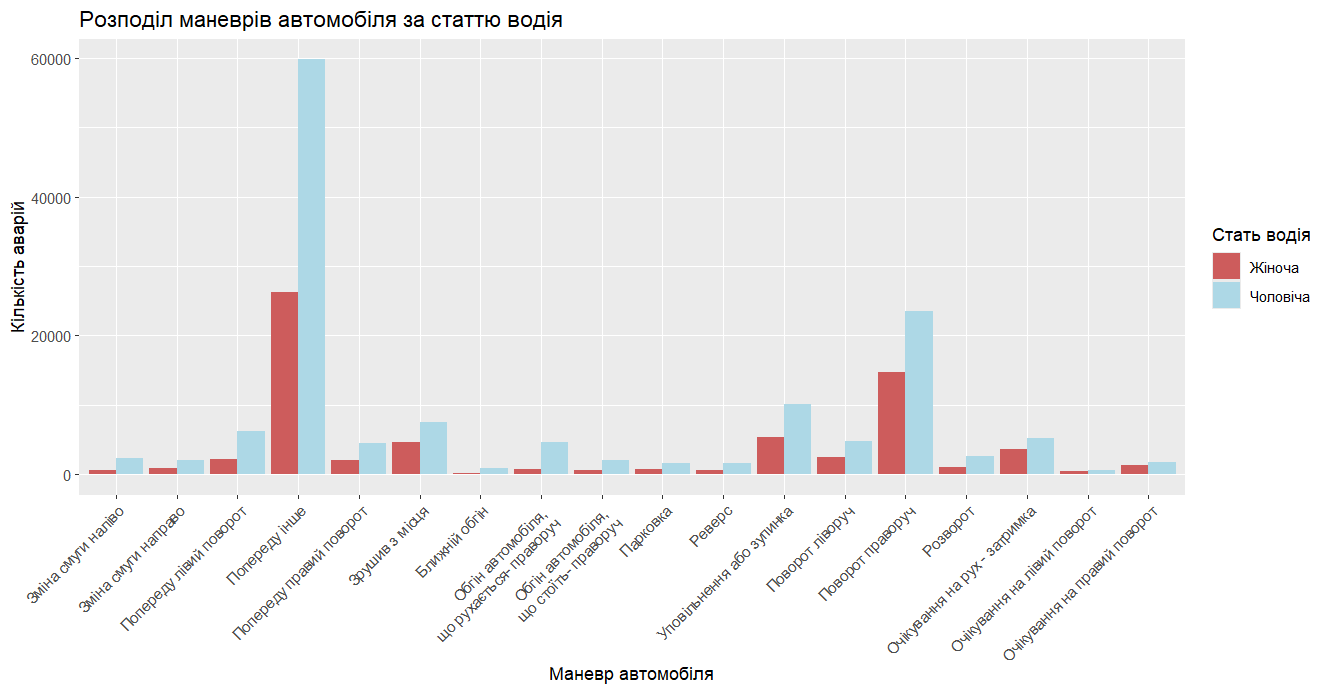 Розподіл маневрів автомобіля за статтю водія
Кількість аварій
60000
40000
20000
0
Зміна смуги наліво
Зміна смуги направо
Попереду лівий поворот
Попереду інше
Попереду правий поворот
Зрушив з місця
Ближній обгін
Обгін автомобіля,
що рухається- праворуч
Обгін автомобіля,
що стоїть- праворуч
Парковка
Реверс
Уповільнення або зупинка
Поворот ліворуч
Поворот праворуч
Розворот
Очікування на рух - затримка
Очікування на лівий поворот
Очікування на правий поворот
Маневр автомобіля
Стать водія
Жіноча
Чоловіча